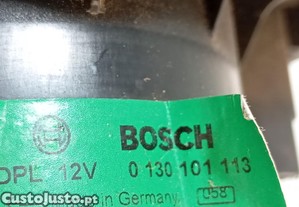 BOSCH
DPL 12V 0 130 101 113
in Germany
CustoJusto.pt